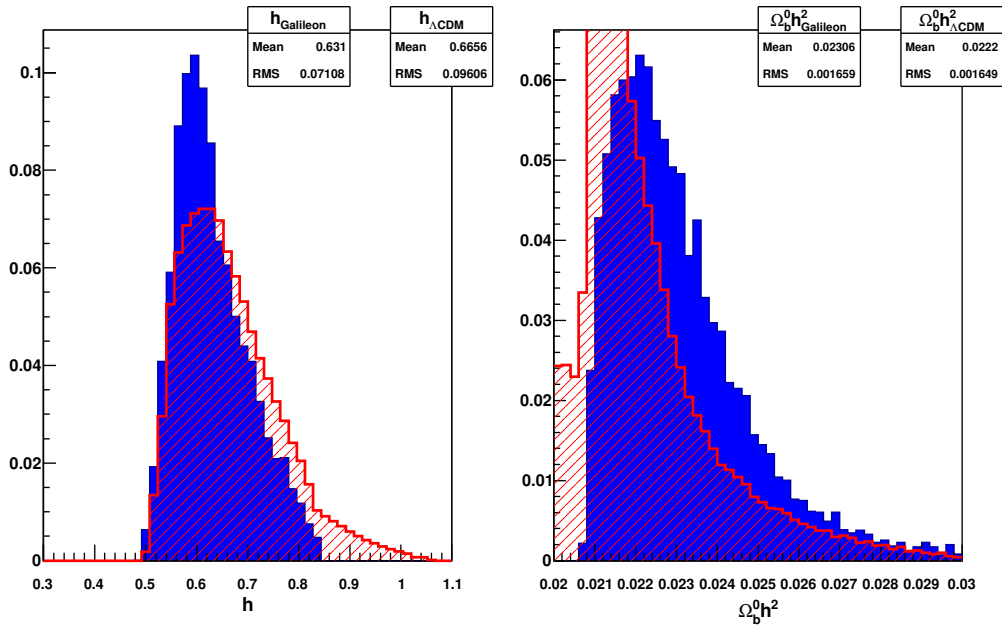 h_Galileon
Mean 0.631
RMS 0.07108
h_ΛCDM
Mean 0.6656
RMS 0.09606
0.1
0.08
0.06
0.04
0.02
0
0.3 0.4 0.5 0.6 0.7 0.8 0.9 1 1.1
h
Ω_b^0h^2_Galileon
Mean 0.02306
RMS 0.001659
Ω_b^0h^2_ΛCDM
Mean 0.0222
RMS 0.001649
0.06
0.05
0.04
0.03
0.02
0.01
0
0.02 0.021 0.022 0.023 0.024 0.025 0.026 0.027 0.028 0.029 0.03
Ω_b^0h^2